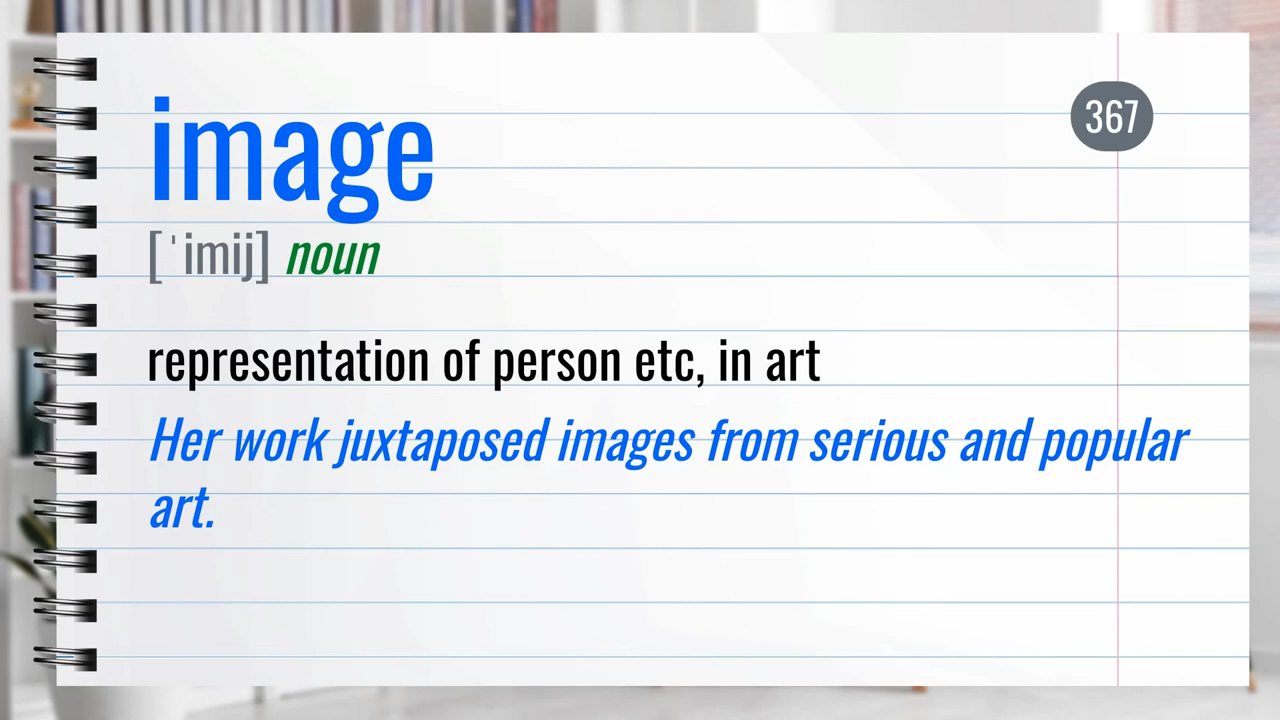 image
367
[ˈimij] noun
representation of person etc, in art
Her work juxtaposed images from serious and popular
art.